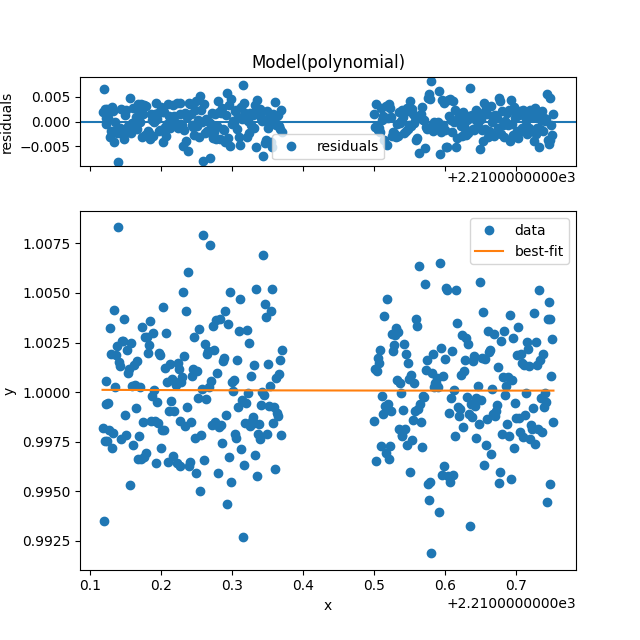 Model(polynomial)
residuals
0.005
0.000
−0.005
residuals
+2.2100000000e3
y
1.0075
1.0050
1.0025
1.0000
0.9975
0.9950
0.9925
data
best-fit
0.1 0.2 0.3 0.4 0.5 0.6 0.7
x
+2.2100000000e3